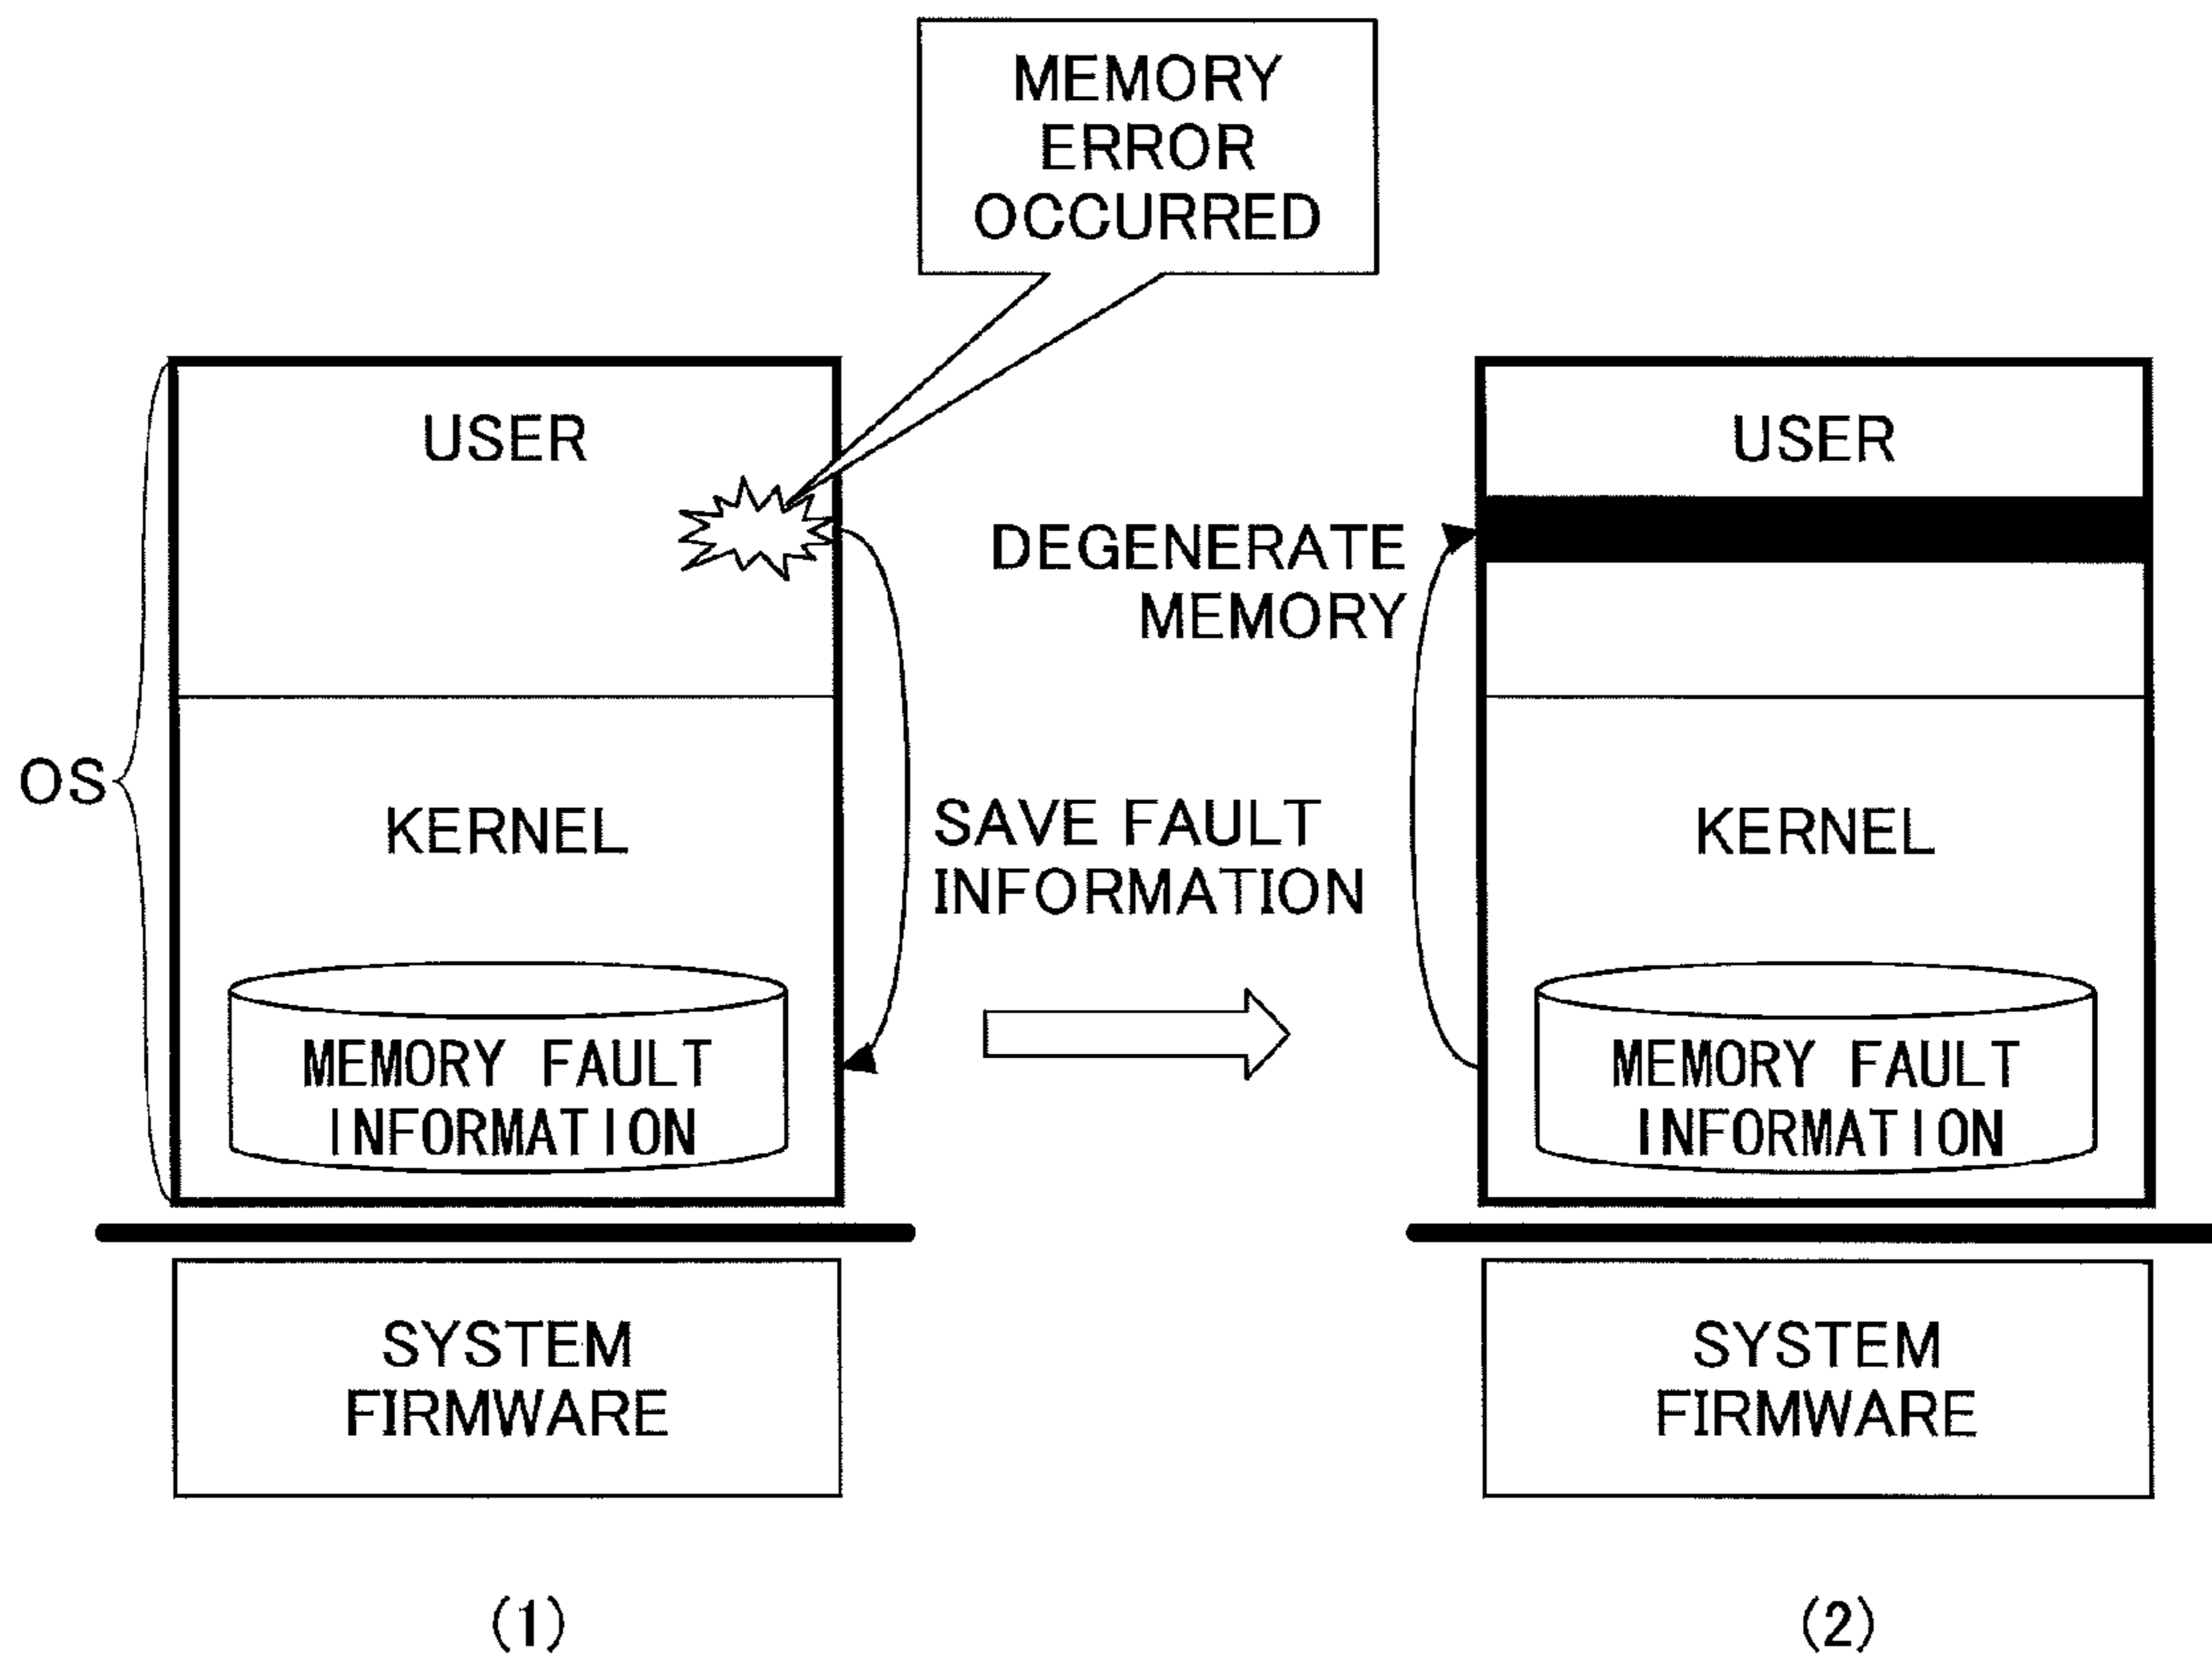 MEMORY
ERROR
OCCURRED
USER
USER
DEGENERATE
MEMORY
OS
KERNEL
SAVE FAULT
INFORMATION
KERNEL
MEMORY FAULT
INFORMATION
MEMORY FAULT
INFORMATION
SYSTEM
FIRMWARE
SYSTEM
FIRMWARE
(1)
(2)